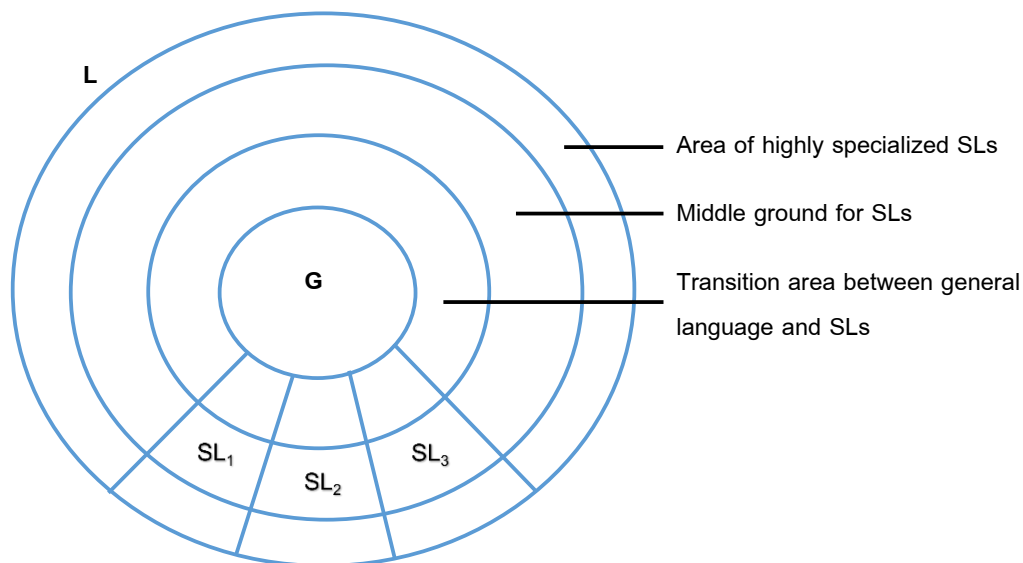 L
Area of highly specialized SLs
Middle ground for SLs
G
Transition area between general
language and SLs
SL₁
SL₂
SL₃